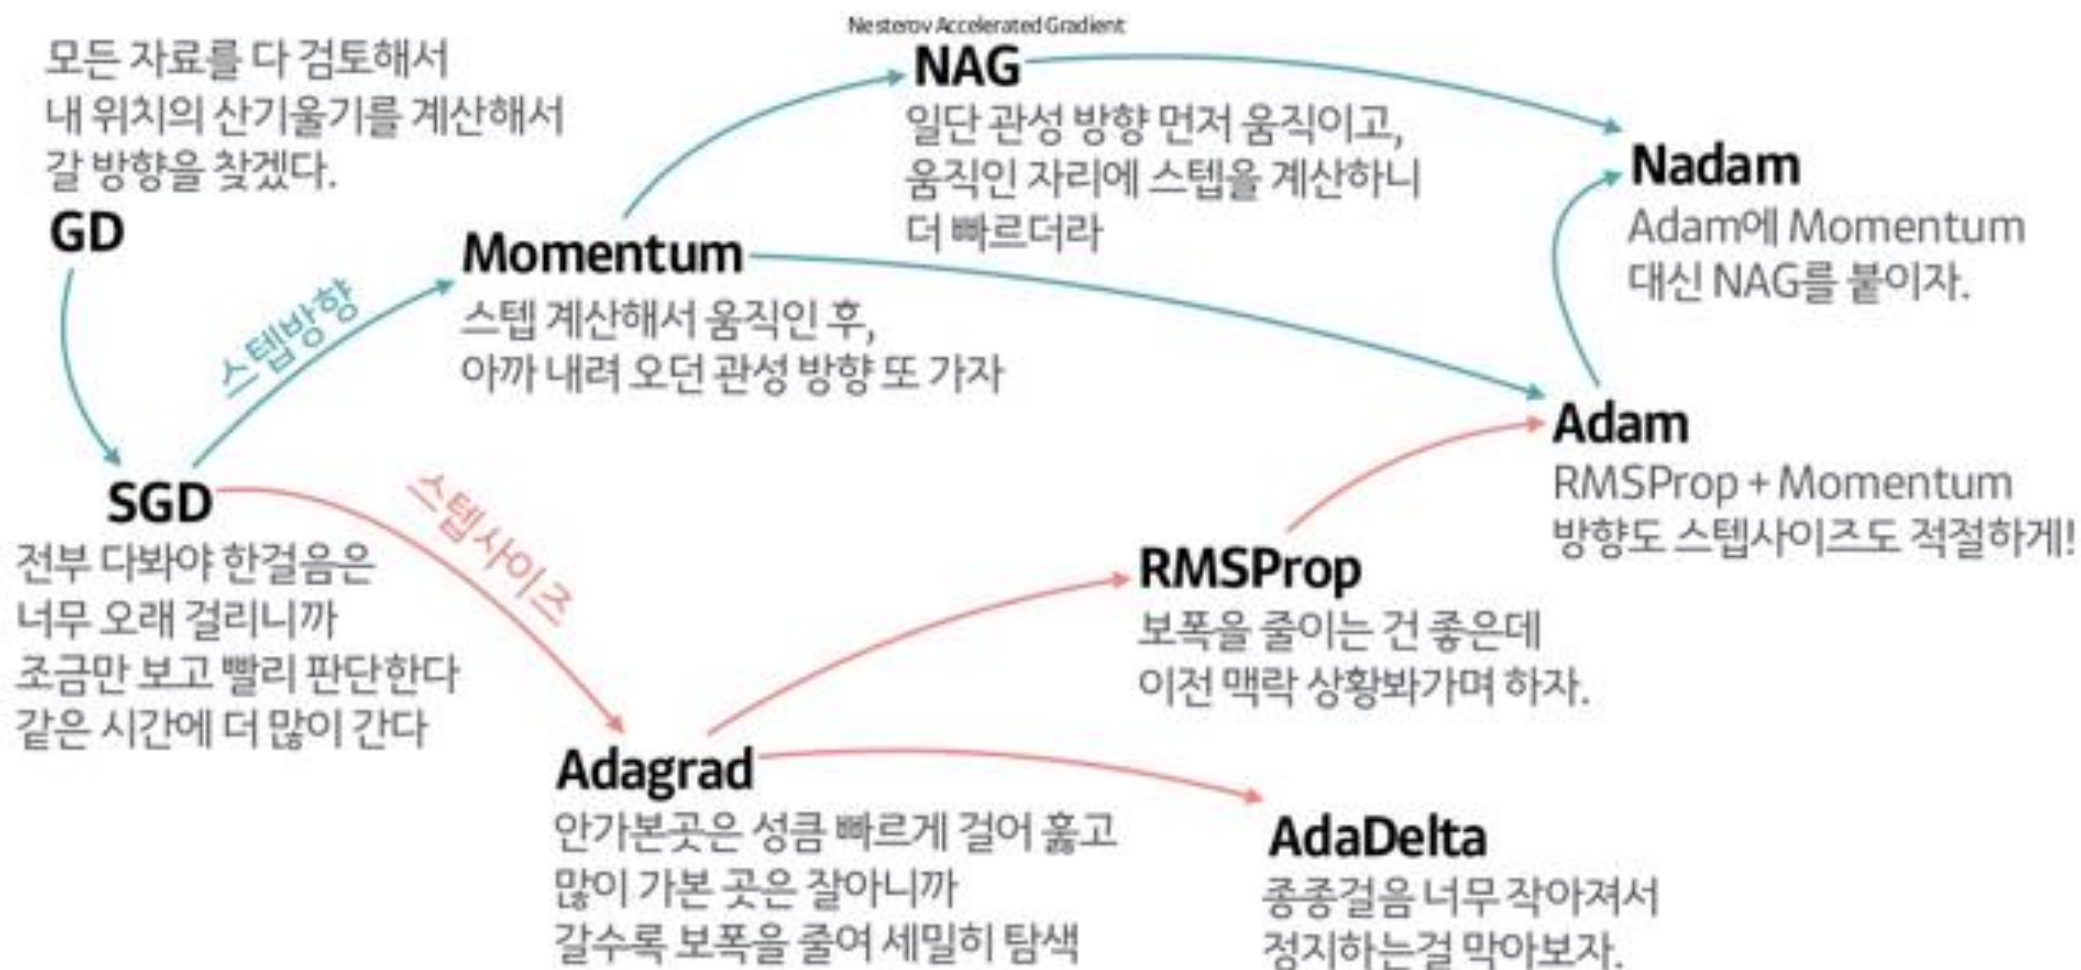 모든 자료를 다 검토해서
내 위치의 산기울기를 계산해서
갈 방향을 찾겠다.
GD
스텝방향
SGD
전부 다봐야 한걸음은
너무 오래 걸리니까
조금만 보고 빨리 판단한다
같은 시간에 더 많이 간다
Momentum
스텝 계산해서 움직인 후,
아까 내려 오던 관성 방향 또 가자
Nesterov Accelerated Gradient
NAG
일단 관성 방향 먼저 움직이고,
움직인 자리에 스텝을 계산하니
더 빠르더라
Nadam
Adam에 Momentum
대신 NAG를 붙이자.
Adam
RMSProp + Momentum
방향도 스텝사이즈도 적절하게!
스텝사이즈
RMSProp
보폭을 줄이는 건 좋은데
이전 맥락 상황봐가며 하자.
Adagrad
안가본곳은 성큼 빠르게 걸어 훑고
많이 가본 곳은 잘아니까
갈수록 보폭을 줄여 세밀히 탐색
AdaDelta
종종걸음 너무 작아져서
정지하는걸 막아보자.